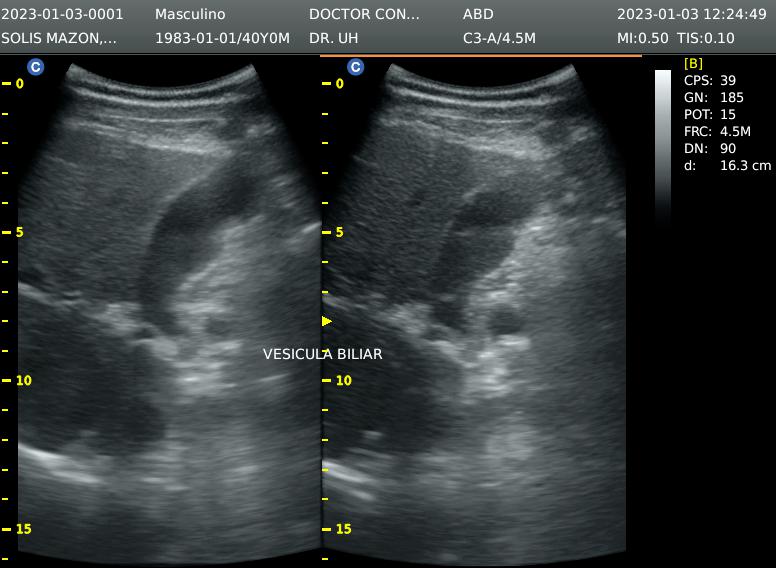 2023-01-03-0001 Masculino DOCTOR CON... ABD 2023-01-03 12:24:49
SOLIS MAZON,... 1983-01-01/40Y0M DR. UH C3-A/4.5M MI:0.50 TIS:0.10
C C [B]
0 0 CPS: 39
GN: 185
POT: 15
FRC: 4.5M
DN: 90
d: 16.3 cm
5 5
VESICULA BILIAR
10 10
15 15